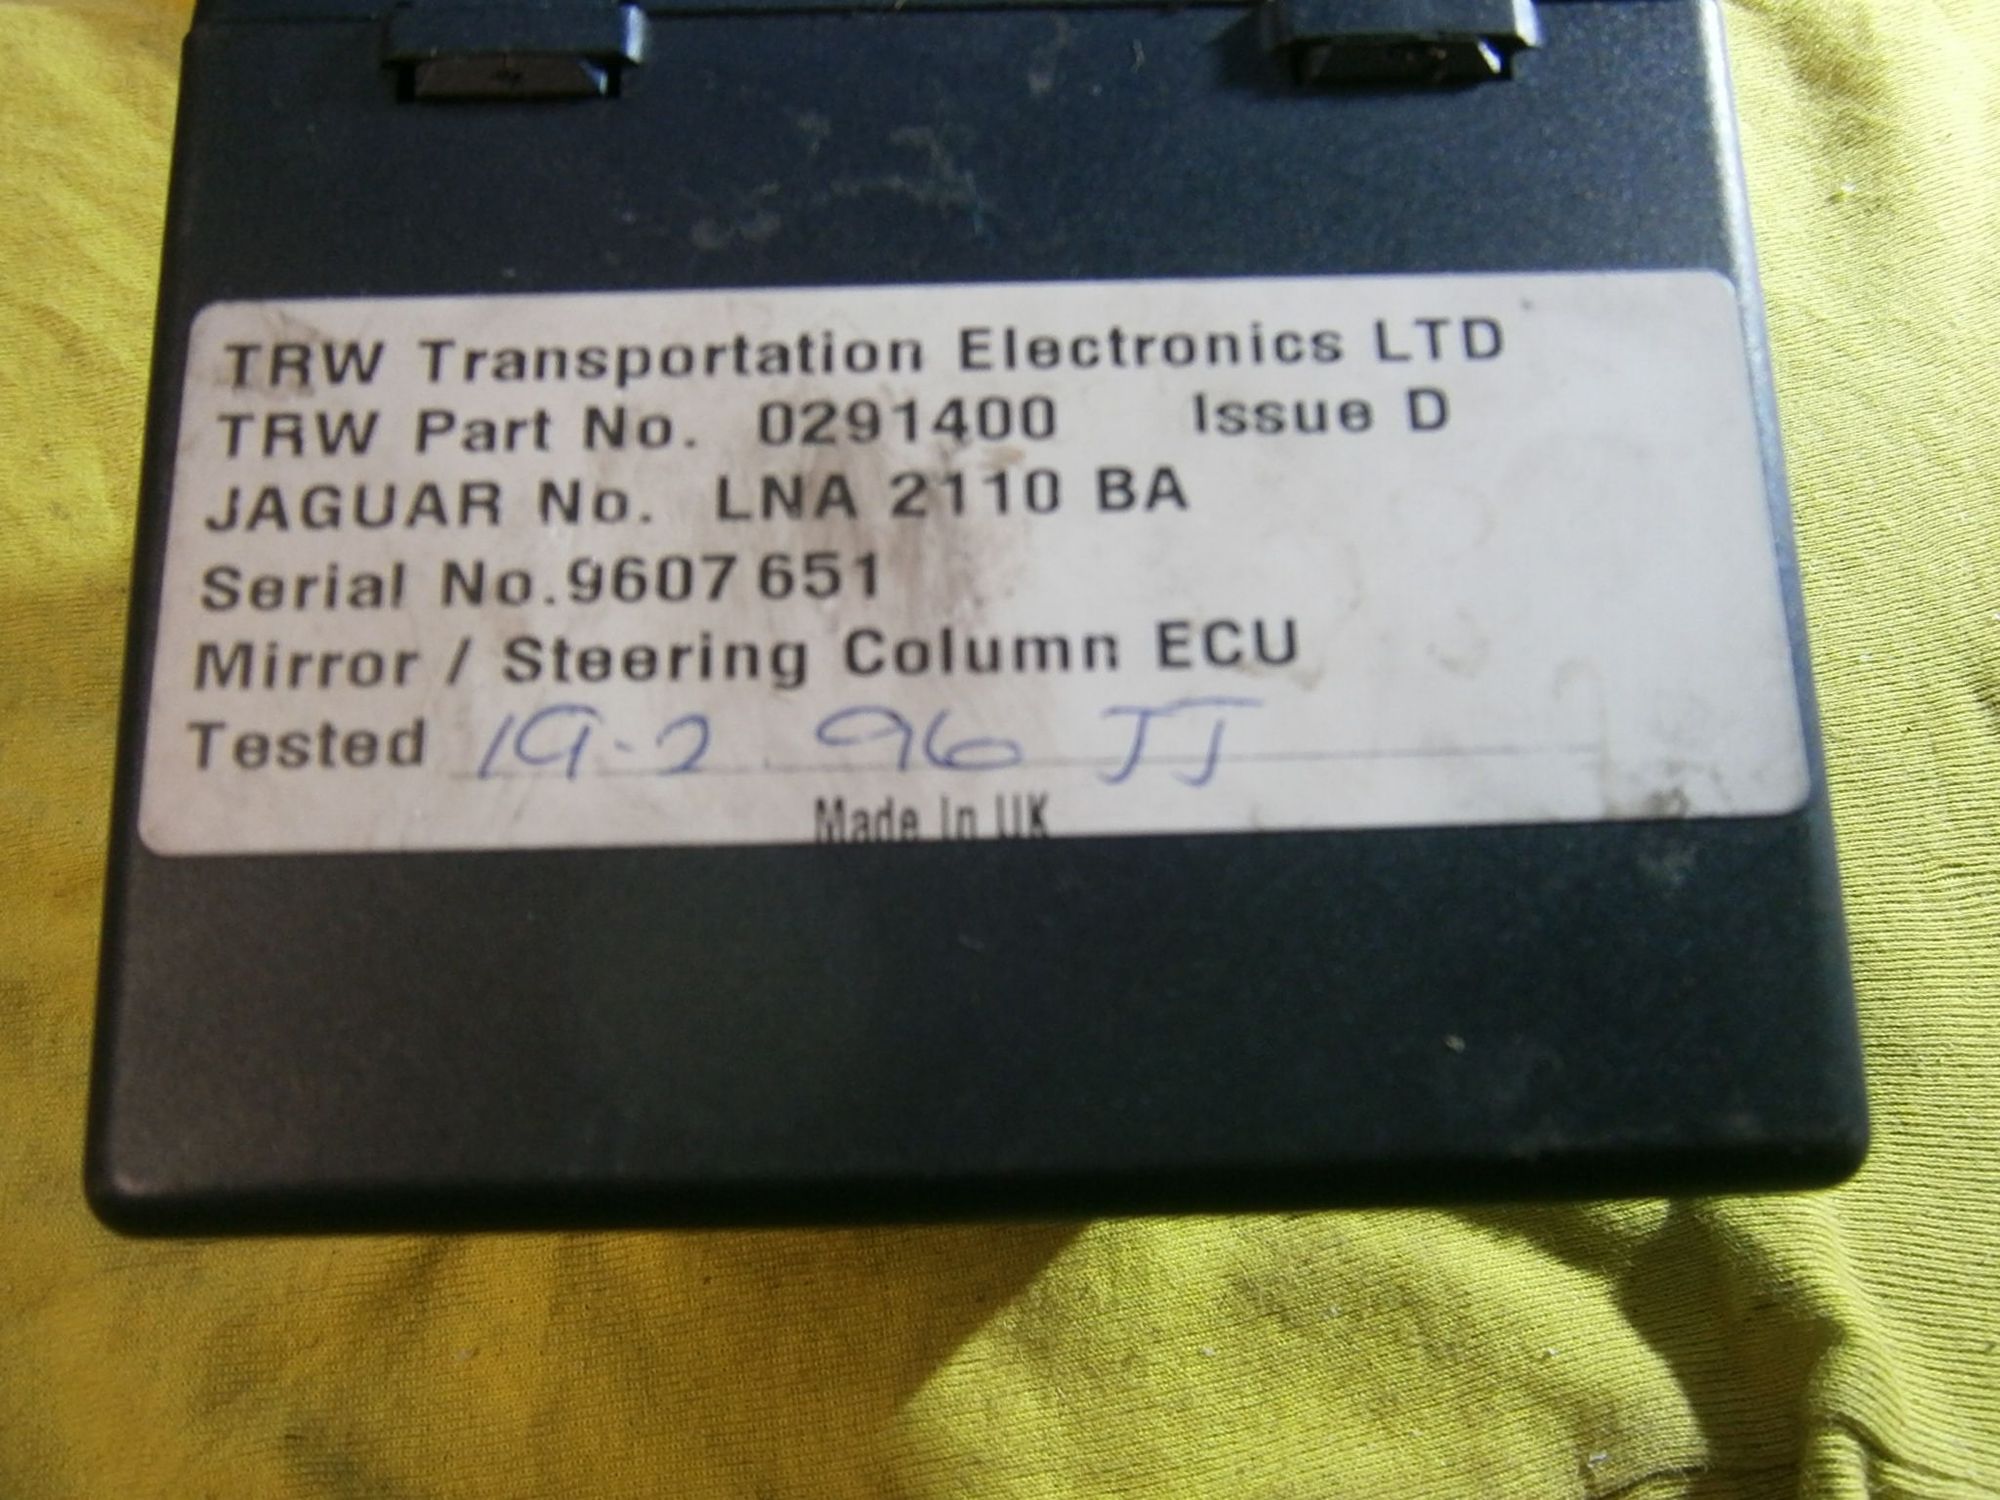 TRW Transportation Electronics LTD
TRW Part No. 0291400 Issue D
JAGUAR No. LNA 2110 BA
Serial No.9607 651
Mirror / Steering Column ECU
Tested 19-2 96 JJ
Made In UK